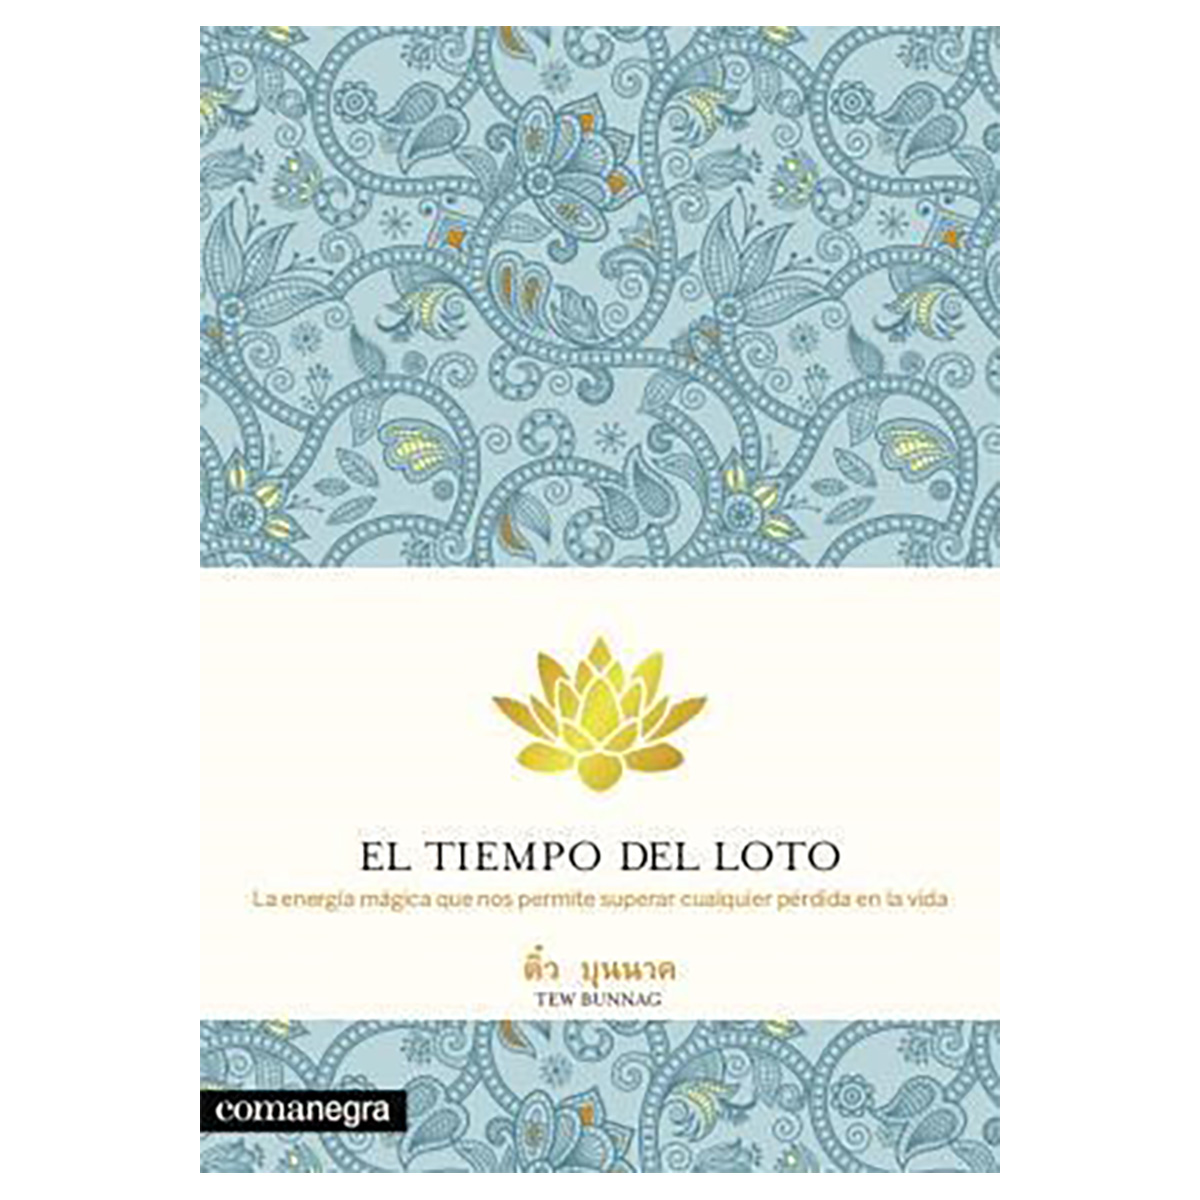 EL TIEMPO DEL LOTO
La energía mágica que nos permite superar cualquier pérdida en la vida
ติ๋ว บุนนาค
TEW BUNNAG
comanegra